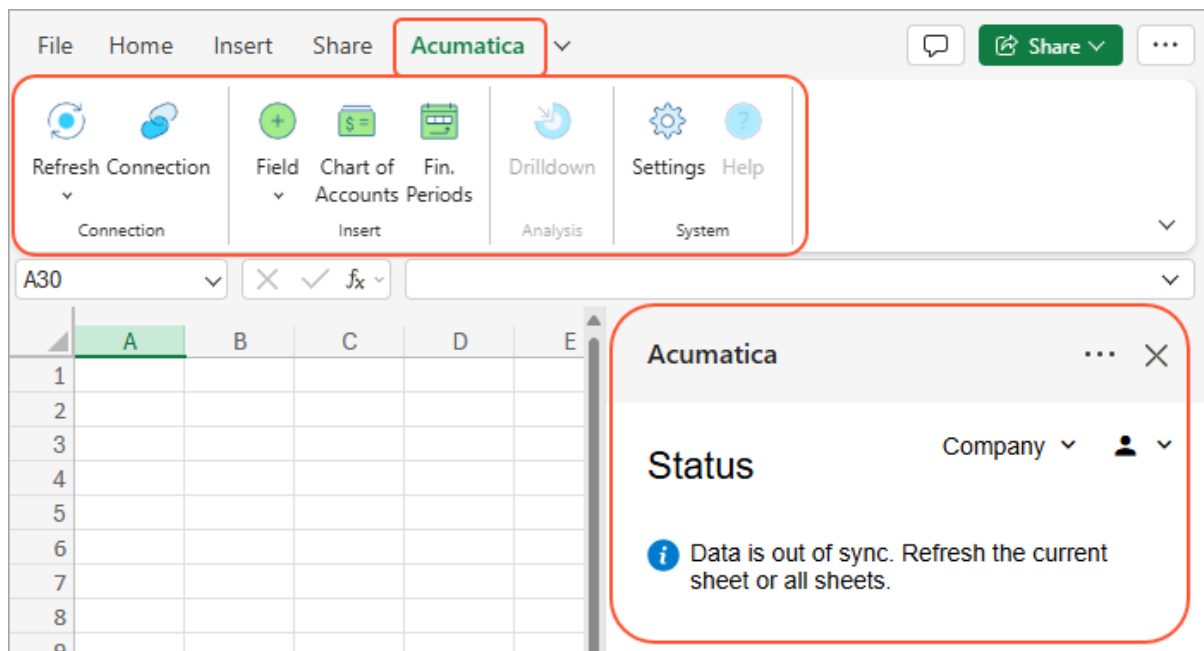 File Home Insert Share Acumatica Share ...
$ = ?
Refresh Connection Field Chart of Fin. Drilldown Settings Help
Accounts Periods
Connection Insert Analysis System
A30 fx
A B C D E
1
2
3
4
5
6
7
8
9
Acumatica ...
Company
Status
i Data is out of sync. Refresh the current
sheet or all sheets.